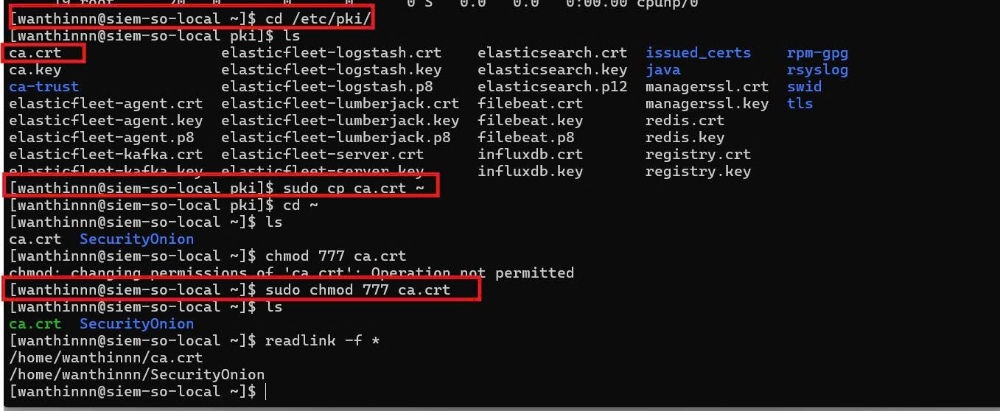 19 root 20 0 0 0 0 S 0.0 0.0 0:00.00 cpuhp/0
[wanthinnn@siem-so-local ~]$ cd /etc/pki/
[wanthinnn@siem-so-local pki]$ ls
ca.crt elasticfleet-logstash.crt elasticsearch.crt issued_certs rpm-gpg
ca.key elasticfleet-logstash.key elasticsearch.key java rsyslog
ca-trust elasticfleet-logstash.p8 elasticsearch.p12 managerssl.crt swid
elasticfleet-agent.crt elasticfleet-lumberjack.crt filebeat.crt managerssl.key tls
elasticfleet-agent.key elasticfleet-lumberjack.key filebeat.key redis.crt
elasticfleet-agent.p8 elasticfleet-lumberjack.p8 filebeat.p8 redis.key
elasticfleet-kafka.crt elasticfleet-server.crt influxdb.crt registry.crt
elasticfleet-kafka.key elasticfleet-server.key influxdb.key registry.key
[wanthinnn@siem-so-local pki]$ sudo cp ca.crt ~
[wanthinnn@siem-so-local pki]$ cd ~
[wanthinnn@siem-so-local ~]$ ls
ca.crt SecurityOnion
[wanthinnn@siem-so-local ~]$ chmod 777 ca.crt
chmod: changing permissions of 'ca.crt': Operation not permitted
[wanthinnn@siem-so-local ~]$ sudo chmod 777 ca.crt
[wanthinnn@siem-so-local ~]$ ls
ca.crt SecurityOnion
[wanthinnn@siem-so-local ~]$ readlink -f *
/home/wanthinnn/ca.crt
/home/wanthinnn/SecurityOnion
[wanthinnn@siem-so-local ~]$